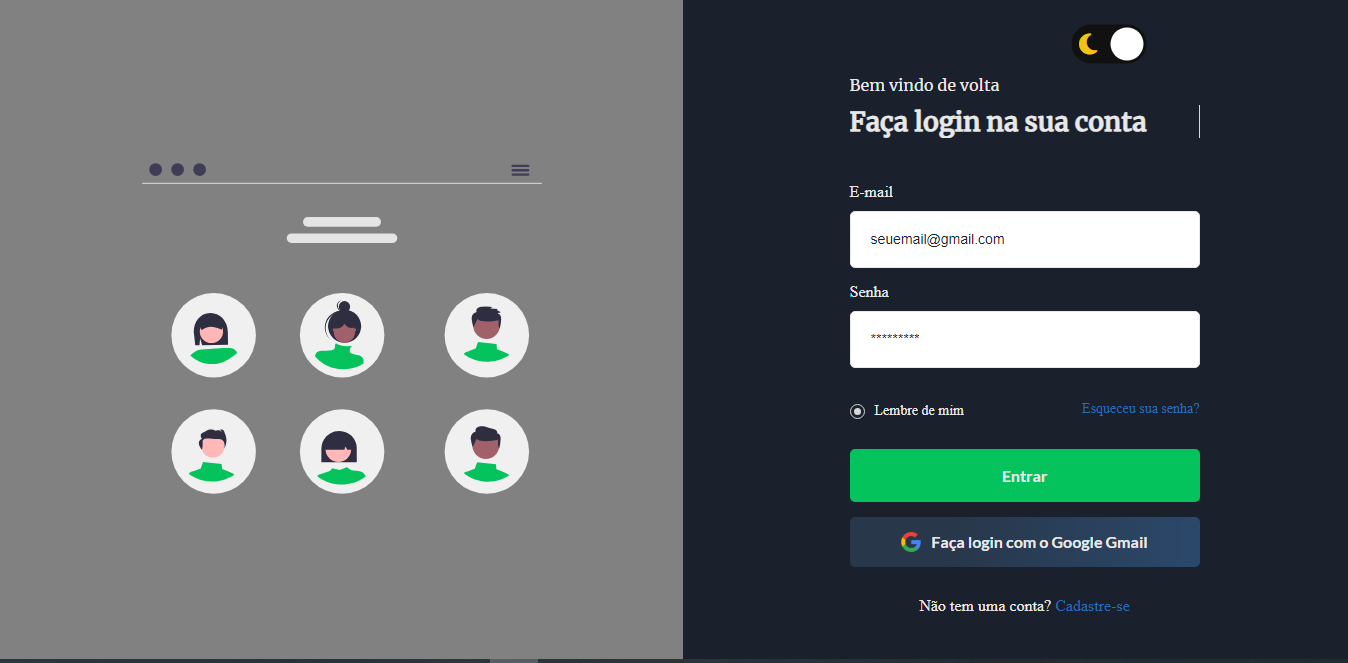 Bem vindo de volta
Faça login na sua conta
E-mail
seuemail@gmail.com
Senha
*********
Lembre de mim
Esqueceu sua senha?
Entrar
Faça login com o Google Gmail
Não tem uma conta? Cadastre-se